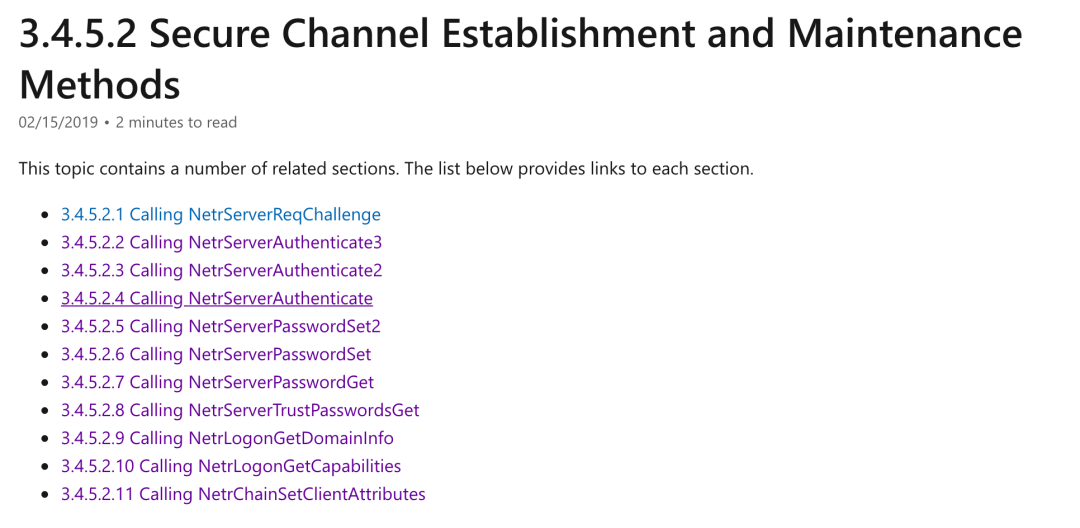 3.4.5.2 Secure Channel Establishment and Maintenance
Methods
02/15/2019 • 2 minutes to read
This topic contains a number of related sections. The list below provides links to each section.
• 3.4.5.2.1 Calling NetrServerReqChallenge
• 3.4.5.2.2 Calling NetrServerAuthenticate3
• 3.4.5.2.3 Calling NetrServerAuthenticate2
• 3.4.5.2.4 Calling NetrServerAuthenticate
• 3.4.5.2.5 Calling NetrServerPasswordSet2
• 3.4.5.2.6 Calling NetrServerPasswordSet
• 3.4.5.2.7 Calling NetrServerPasswordGet
• 3.4.5.2.8 Calling NetrServerTrustPasswordsGet
• 3.4.5.2.9 Calling NetrLogonGetDomainInfo
• 3.4.5.2.10 Calling NetrLogonGetCapabilities
• 3.4.5.2.11 Calling NetrChainSetClientAttributes